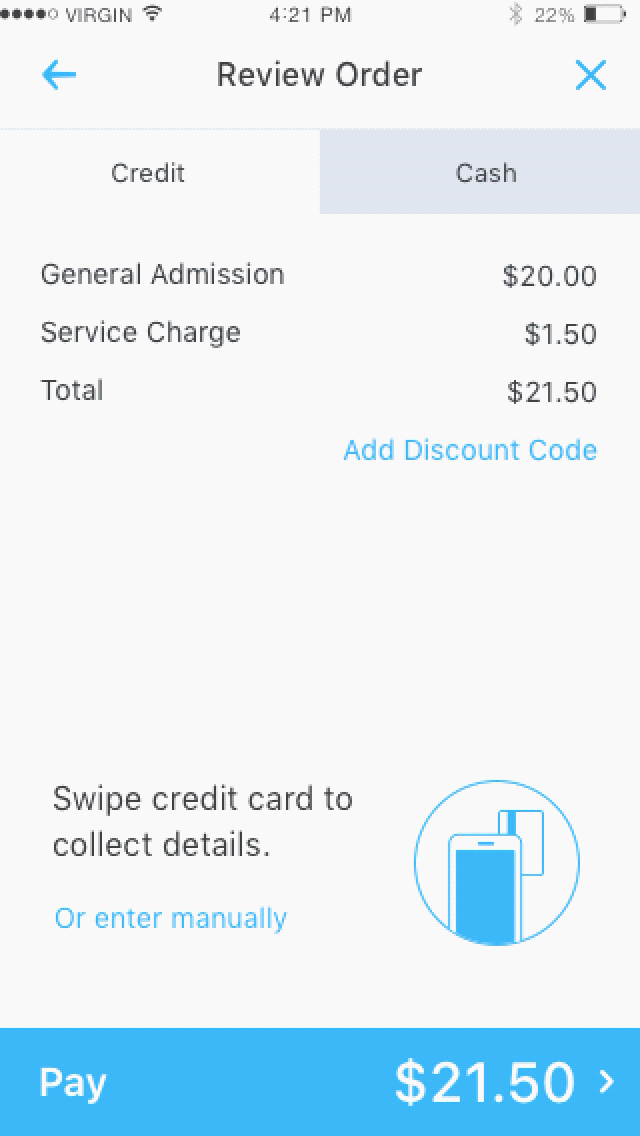 VIRGIN 4:21 PM 22%
Review Order
Credit Cash
General Admission $20.00
Service Charge $1.50
Total $21.50
Add Discount Code
Swipe credit card to
collect details.
Or enter manually
Pay $21.50